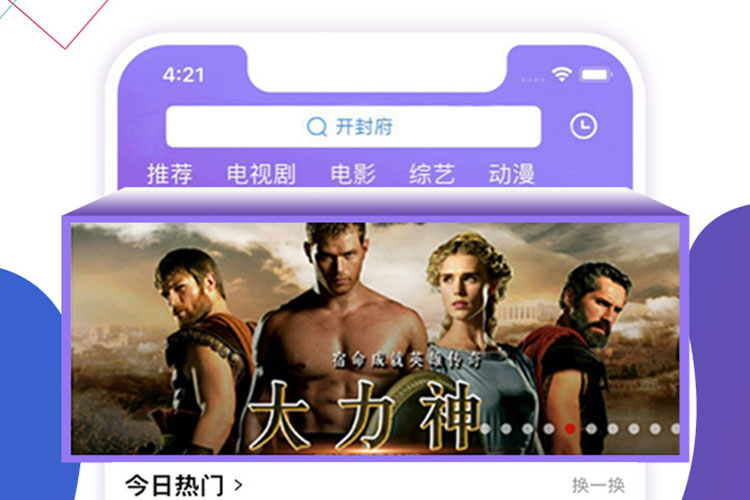 4:21
开封府
推荐 电视剧 电影 综艺 动漫
宿命成就英雄传奇
大力神
今日热门 >
换一换